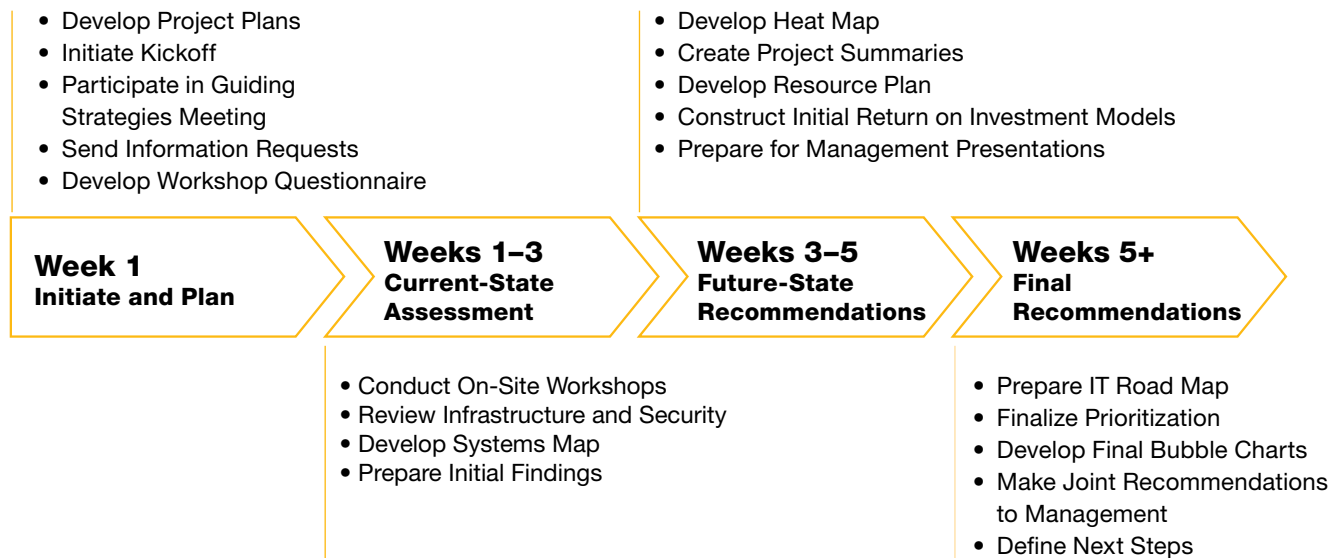 • Develop Project Plans
• Initiate Kickoff
• Participate in Guiding
Strategies Meeting
• Send Information Requests
• Develop Workshop Questionnaire
• Develop Heat Map
• Create Project Summaries
• Develop Resource Plan
• Construct Initial Return on Investment Models
• Prepare for Management Presentations
Week 1
Initiate and Plan
Weeks 1–3
Current-State
Assessment
Weeks 3–5
Future-State
Recommendations
Weeks 5+
Final
Recommendations
• Conduct On-Site Workshops
• Review Infrastructure and Security
• Develop Systems Map
• Prepare Initial Findings
• Prepare IT Road Map
• Finalize Prioritization
• Develop Final Bubble Charts
• Make Joint Recommendations
to Management
• Define Next Steps